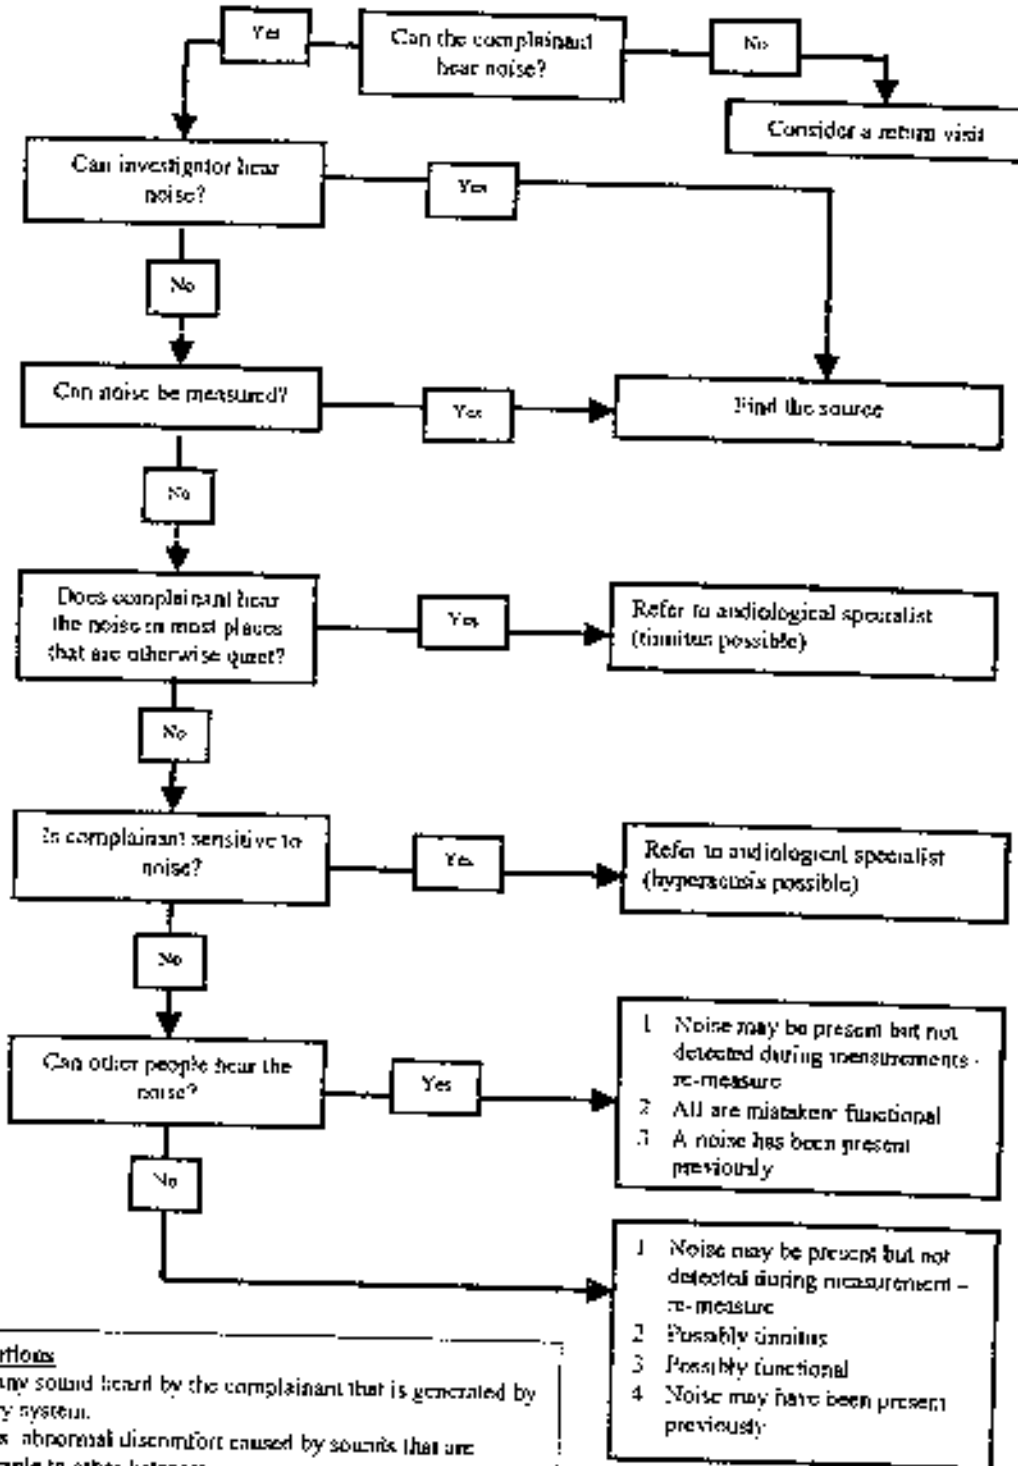 Yes
Can the complainant
hear noise?
No
Consider a return visit
Can investigator hear
noise?
Yes
No
Can noise be measured?
Yes
Find the source
No
Does complainant hear
the noise in most places
that are otherwise quiet?
Yes
Refer to audiological specialist
(tinnitus possible)
No
Is complainant sensitive to
noise?
Yes
Refer to audiological specialist
(hyperacusis possible)
No
Can other people hear the
noise?
Yes
1 Noise may be present but not
detected during measurements -
re-measure
2 All are mistaken: functional
3 A noise has been present
previously
No
1 Noise may be present but not
detected during measurement –
re-measure
2 Possibly tinnitus
3 Possibly functional
4 Noise may have been present
previously
any sound heard by the complainant that is generated by
system.
abnormal discomfort caused by sounds that are
to other listeners